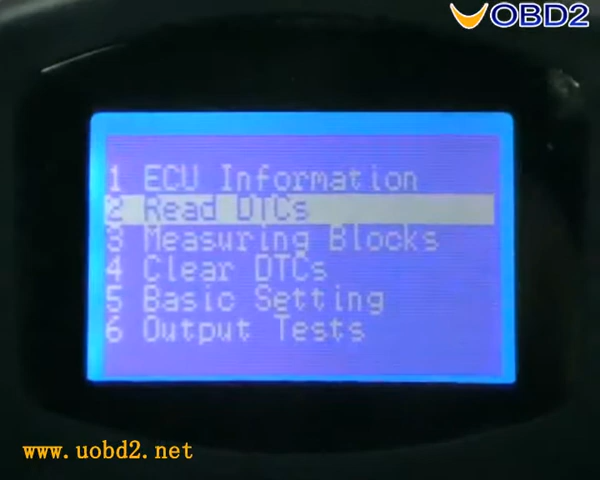 UOBD2
1 ECU Information
2 Read DTCs
3 Measuring Blocks
4 Clear DTCs
5 Basic Setting
6 Output Tests
www.uobd2.net